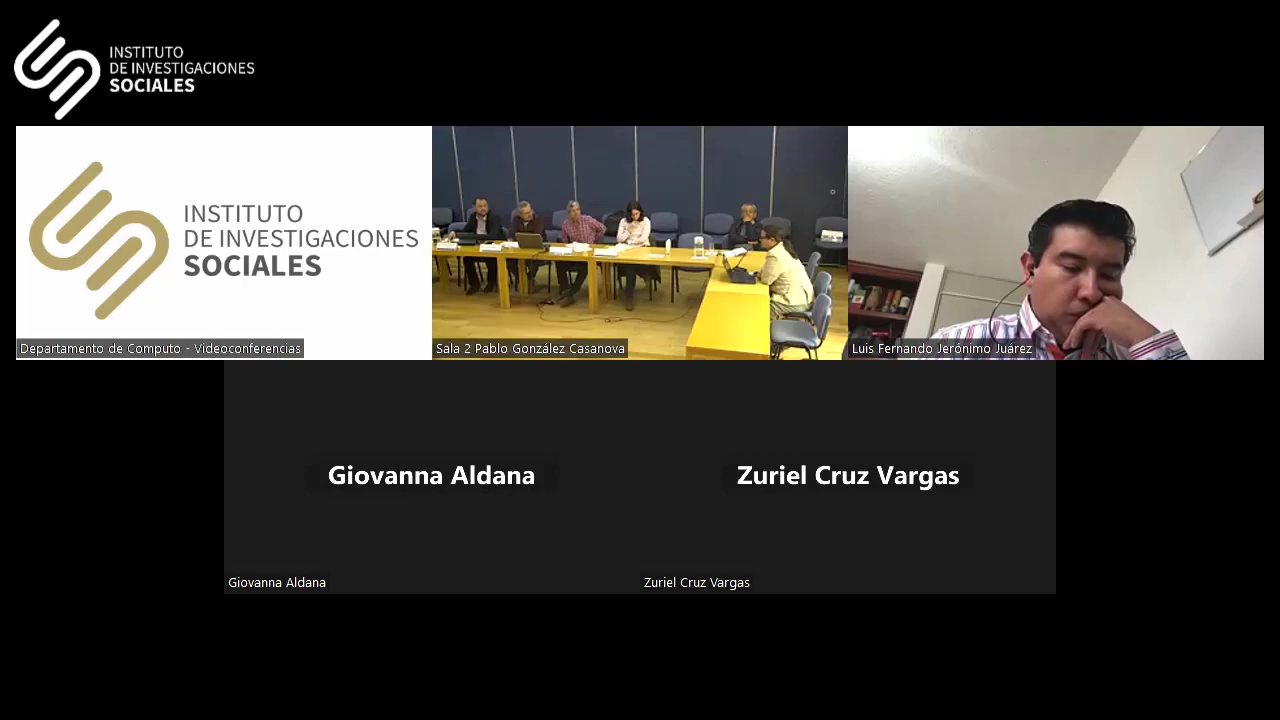 INSTITUTO
DE INVESTIGACIONES
SOCIALES
INSTITUTO
DE INVESTIGACIONES
SOCIALES
Departamento de Computo - Videoconferencias
Sala 2 Pablo González Casanova
Luis Fernando Jerónimo Juárez
Giovanna Aldana
Zuriel Cruz Vargas
Giovanna Aldana
Zuriel Cruz Vargas